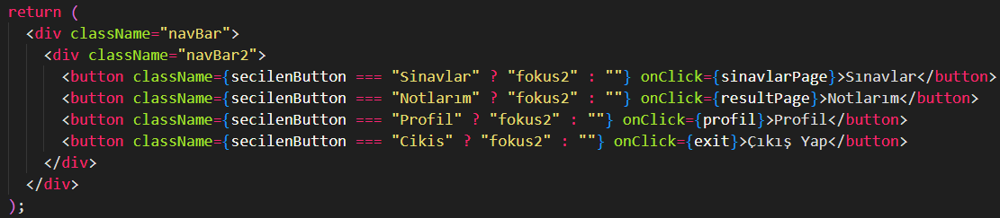 return (
<div className="navBar">
<div className="navBar2">
<button className={secilenButton === "Sinavlar" ? "fokus2" : ""} onClick={sinavlarPage}>Sınavlar</button>
<button className={secilenButton === "Notlarım" ? "fokus2" : ""} onClick={resultPage}>Notlarım</button>
<button className={secilenButton === "Profil" ? "fokus2" : ""} onClick={profil}>Profil</button>
<button className={secilenButton === "Cikis" ? "fokus2" : ""} onClick={exit}>Çıkış Yap</button>
</div>
</div>
);